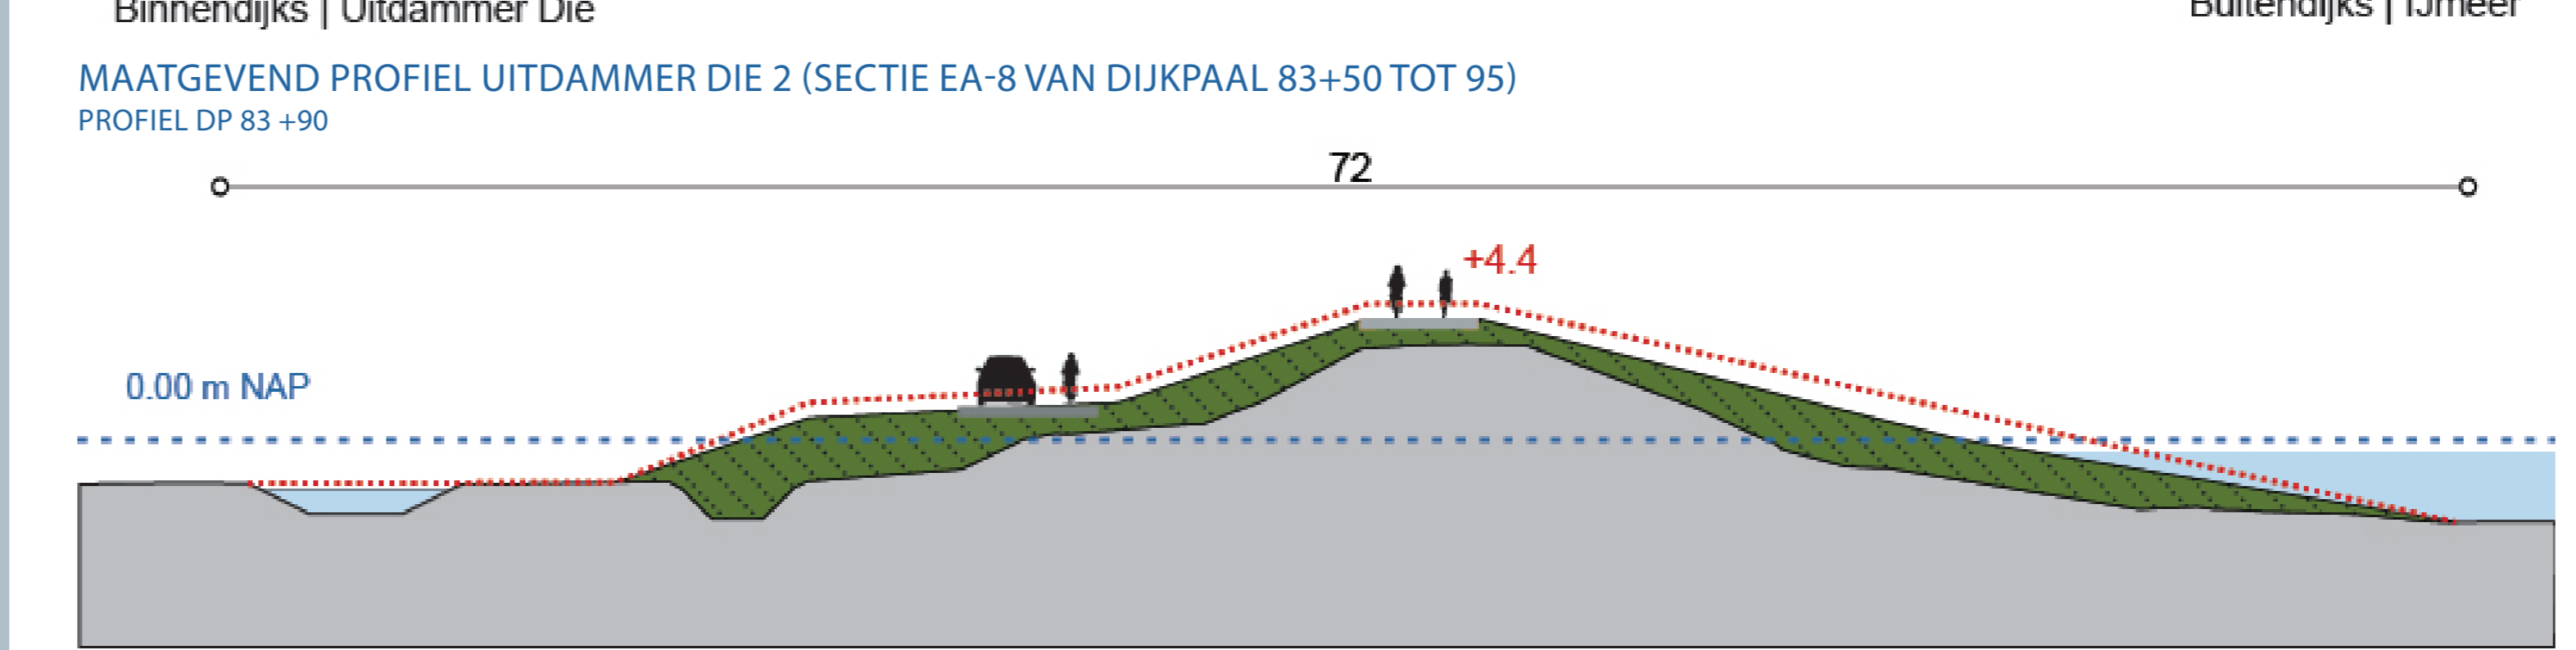 Binnendijks | Uitdammer Die
Buitendijks | IJmeer
MAATGEVEND PROFIEL UITDAMMER DIE 2 (SECTIE EA-8 VAN DIJKPAAL 83+50 TOT 95)
PROFIEL DP 83 +90
72
+4.4
0.00 m NAP